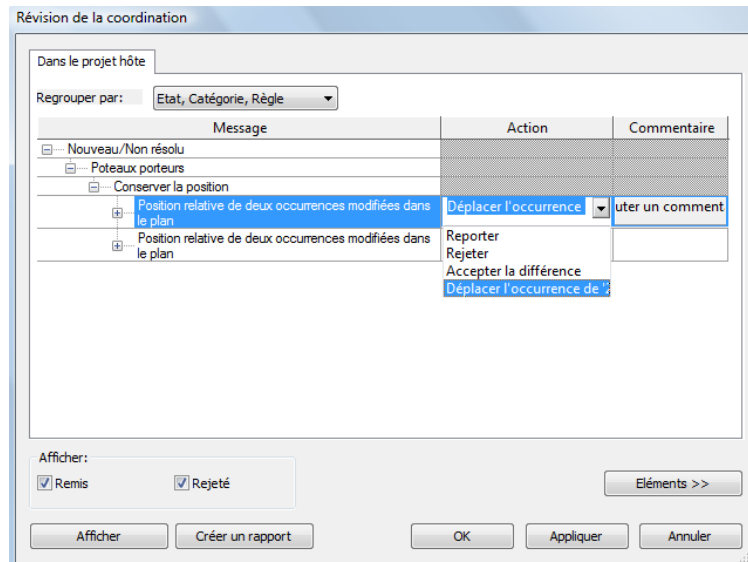 Révision de la coordination
Dans le projet hôte
Regrouper par: Etat, Catégorie, Règle
Message Action Commentaire
Nouveau/Non résolu
Poteaux porteurs
Conserver la position
Position relative de deux occurrences modifiées dans le plan Déplacer l'occurrence uter un comment
Position relative de deux occurrences modifiées dans le plan
Reporter
Rejeter
Accepter la différence
Déplacer l'occurrence de
Afficher:
Remis Rejeté
Eléments >>
Afficher Créer un rapport OK Appliquer Annuler